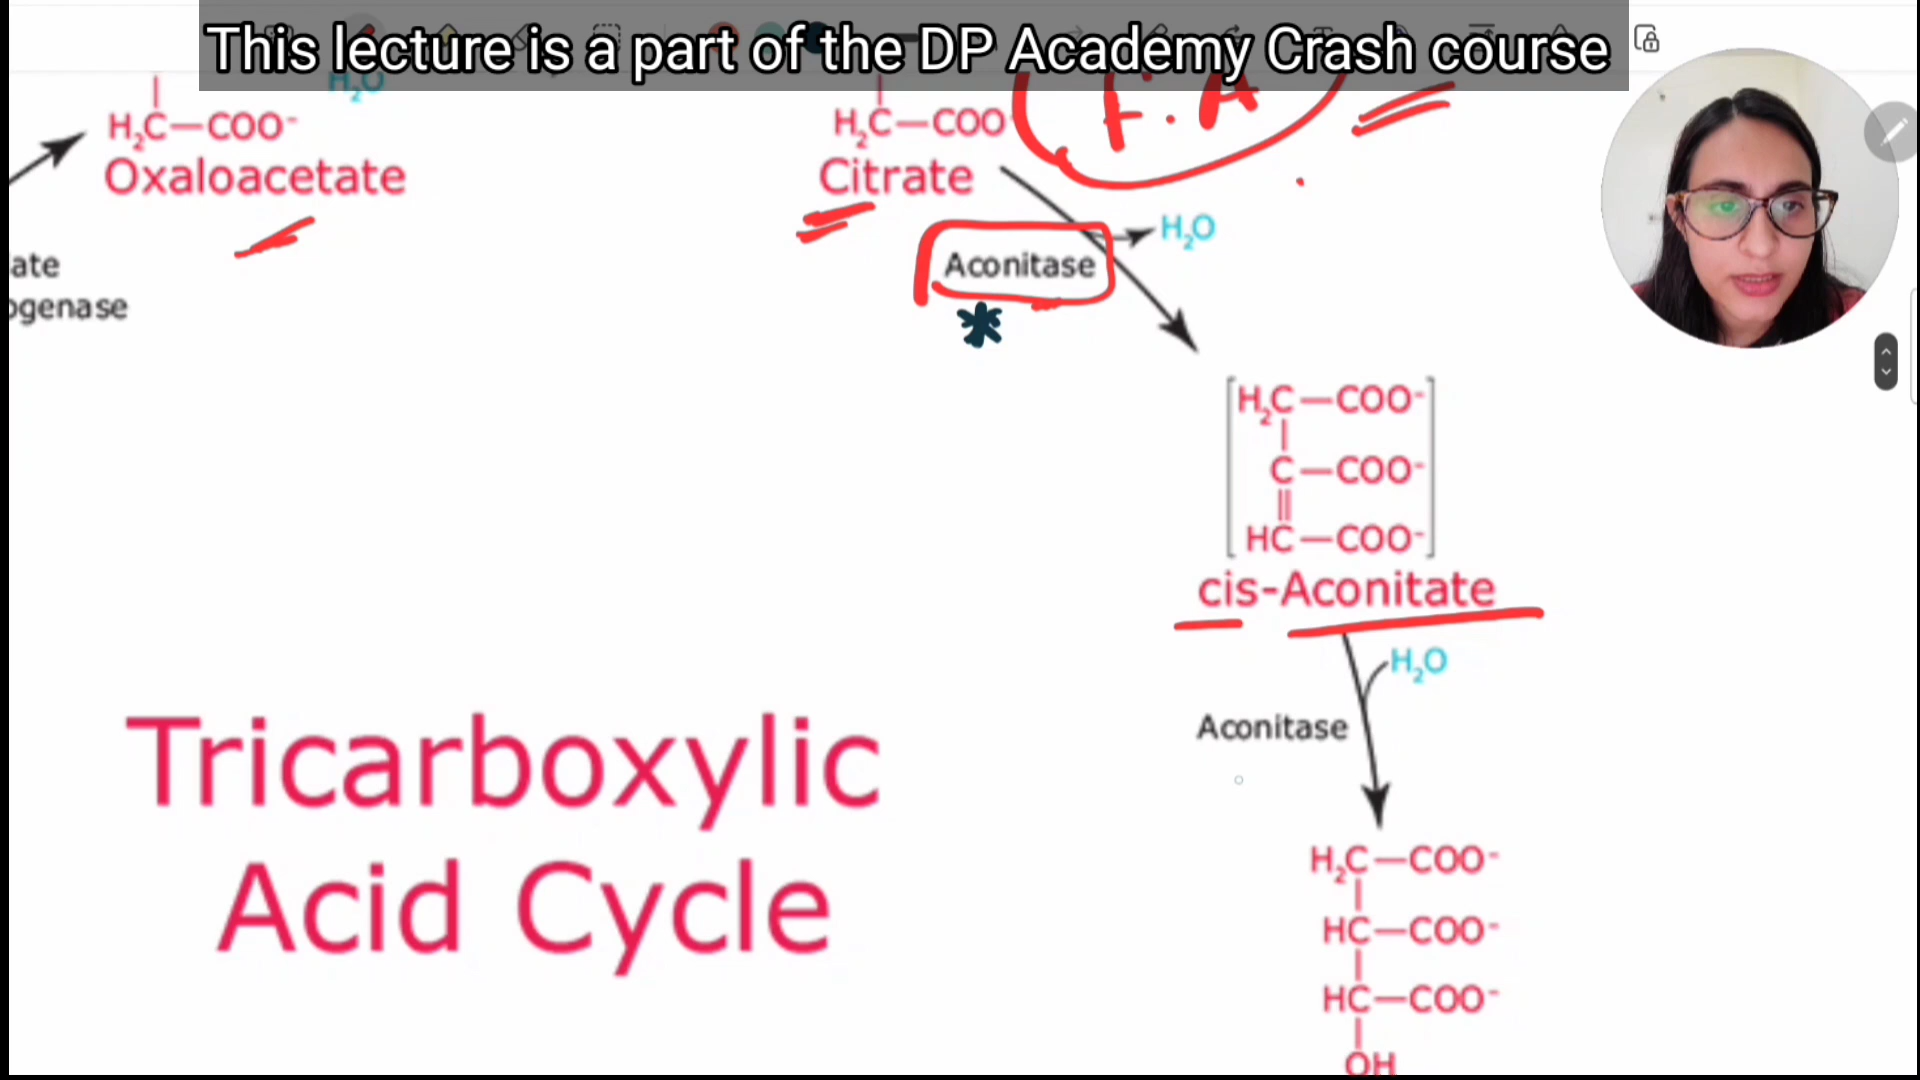 This lecture is a part of the DP Academy Crash course
H₂O
H₂C—COO⁻
Oxaloacetate
H₂C—COO
Citrate
F.A
H₂O
Aconitase
*
ate
ogenase
H₂C—COO⁻
C—COO⁻
HC—COO⁻
cis-Aconitate
H₂O
Aconitase
Tricarboxylic
Acid Cycle
H₂C—COO⁻
HC—COO⁻
HC—COO⁻
OH